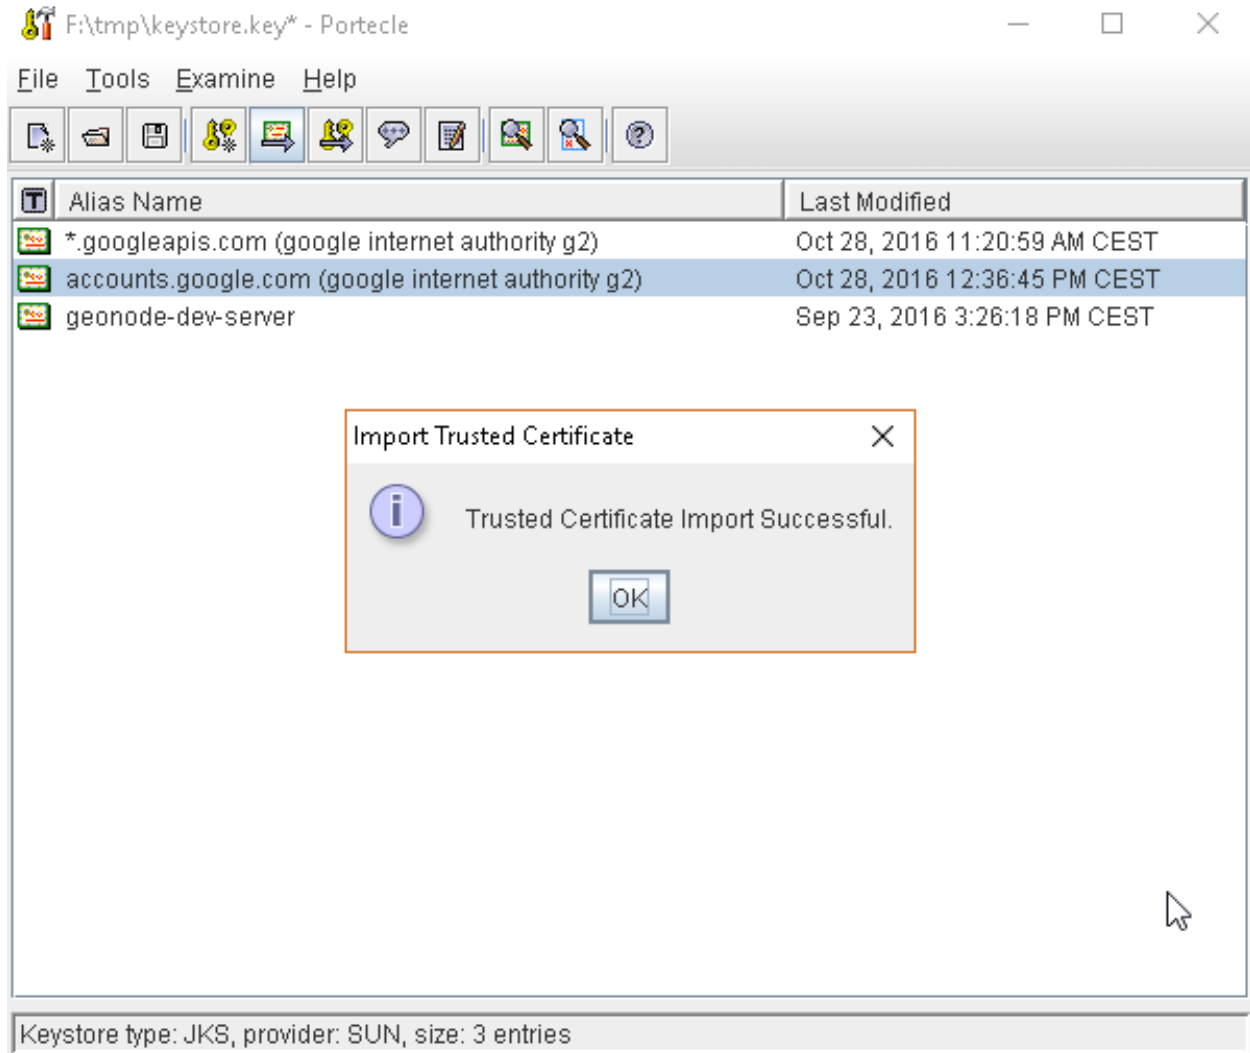 F:\tmp\keystore.key* - Portecle
File Tools Examine Help
T Alias Name Last Modified
*.googleapis.com (google internet authority g2) Oct 28, 2016 11:20:59 AM CEST
accounts.google.com (google internet authority g2) Oct 28, 2016 12:36:45 PM CEST
geonode-dev-server Sep 23, 2016 3:26:18 PM CEST
Import Trusted Certificate
i Trusted Certificate Import Successful.
OK
Keystore type: JKS, provider: SUN, size: 3 entries